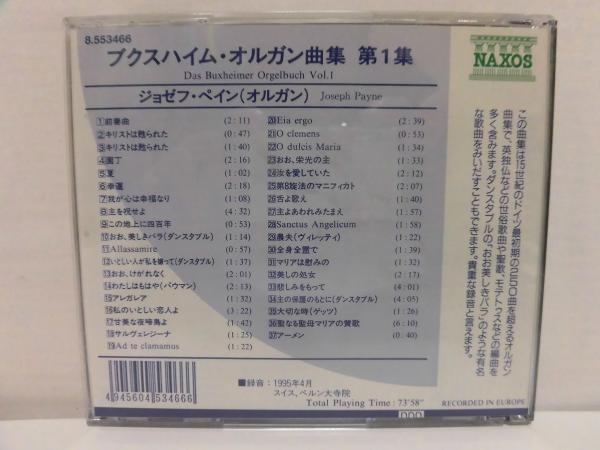 8.553466
ブクスハイム・オルガン曲集 第1集
Das Buxheimer Orgelbuch Vol.1
ジョゼフ・ペイン(オルガン) Joseph Payne
NAXOS
1 前奏曲 (2:11)
2 キリストは甦られた (0:47)
3 キリストは甦られた (1:40)
4 園丁 (2:16)
5 夏 (1:02)
6 幸運 (2:18)
7 我が心は幸福なり (1:08)
8 主を祝せよ (4:32)
9 この地上に四百年 (0:53)
10 おお、美しきバラ(ダンスタブル) (1:14)
11 Allassamire (0:57)
12 いとしい人が私を嫌って(ダンスタブル) (1:37)
13 おお、けがれなく (2:01)
14 わたしはもはや(バウマン) (2:13)
15 アレガレア (1:32)
16 私のいとしい恋人よ (3:22)
17 甘美な夜鳴鳥よ (1:42)
18 サルヴェレジーナ (1:25)
19 Ad te clamamus (1:22)
20 Eia ergo (2:39)
21 O clemens (0:53)
22 O dulcis Maria (1:34)
23 おお、栄光の主 (1:33)
24 汝を愛していた (2:12)
25 第8旋法のマニフィカト (2:07)
26 舌よ歌え (1:40)
27 主よあわれみたまえ (1:57)
28 Sanctus Angelicum (1:58)
29 農夫(ヴィレッティ) (1:22)
30 全身全霊で (1:39)
31 マリアは慰みの (1:32)
32 美しの処女 (2:17)
33 悲しみをもって (4:01)
34 主の保護のもとに(ダンスタブル) (4:05)
35 大切な時(ゲッツ) (1:26)
36 聖なる聖母マリアの賛歌 (6:10)
37 アーメン (0:40)
この曲集は15世紀のドイツ最初期の250曲を超えるオルガン
曲集で、英独仏などの世俗歌曲や聖歌、モテトゥスなどの編曲を
多く含みます。ダンスタブルの「おお美しきバラ」のような有名
な歌曲をみいだすこともできます。貴重な録音と言えます。
4 945604 534666
■録音:1995年4月
スイス、ベルン大寺院
Total Playing Time: 73'58"
DDD
RECORDED IN EUROPE